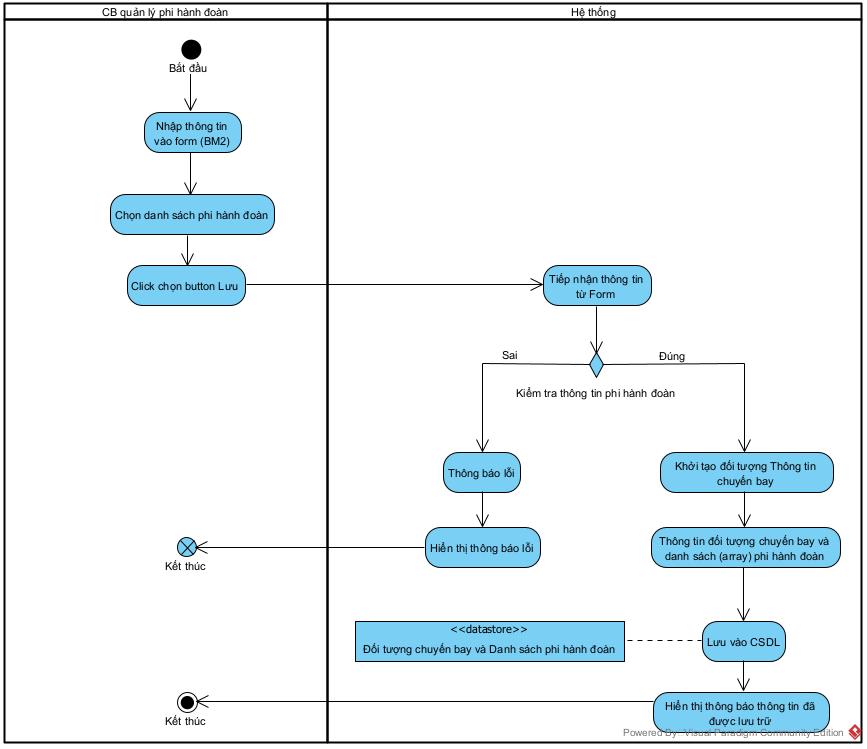 CB quản lý phi hành đoàn
Hệ thống
Bắt đầu
Nhập thông tin
vào form (BM2)
Chọn danh sách phi hành đoàn
Click chọn button Lưu
Tiếp nhận thông tin
từ Form
Sai
Đúng
Kiểm tra thông tin phi hành đoàn
Thông báo lỗi
Khởi tạo đối tượng Thông tin
chuyến bay
Hiển thị thông báo lỗi
Thông tin đối tượng chuyến bay và
danh sách (array) phi hành đoàn
Kết thúc
<<datastore>>
Đối tượng chuyến bay và Danh sách phi hành đoàn
Lưu vào CSDL
Hiển thị thông báo thông tin đã
được lưu trữ
Kết thúc
Powered By: Visual Paradigm Community Edition